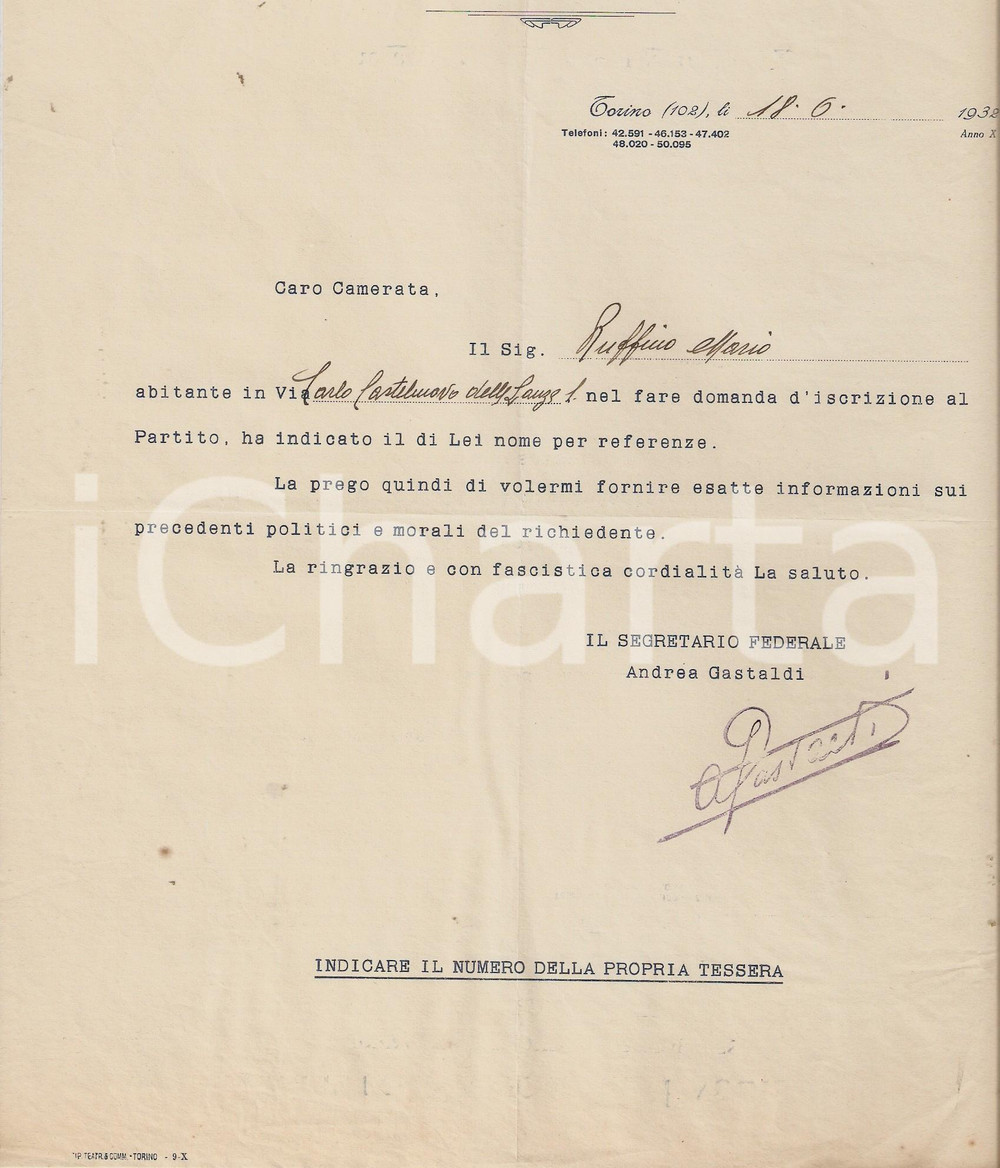 Torino (102), li 18. 6. 1932
Telefoni: 42.591 - 46.153 - 47.402 Anno X
48.020 - 50.095
Caro Camerata,
Il Sig. Ruffino Mario
abitante in Via Carlo Castelnovo delle Lanze 1. nel fare domanda d'iscrizione al
Partito, ha indicato il di Lei nome per referenze.
La prego quindi di volermi fornire esatte informazioni sui
precedenti politici e morali del richiedente.
La ringrazio e con fascistica cordialità La saluto.
iCharta
IL SEGRETARIO FEDERALE
Andrea Gastaldi
AGastaldi
INDICARE IL NUMERO DELLA PROPRIA TESSERA
TIP. TEATR. & COMM. - TORINO - 9-X